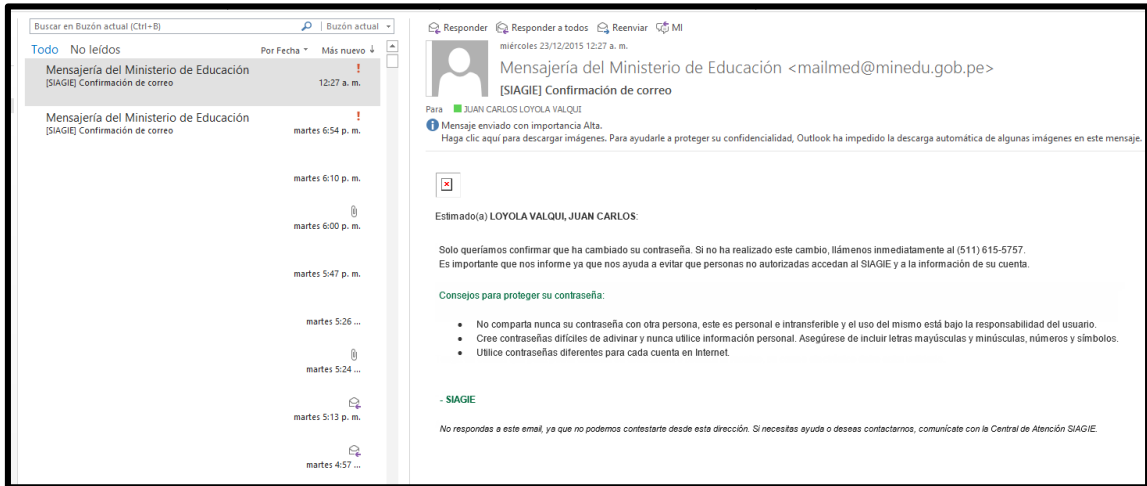 Buscar en Buzón actual (Ctrl+B) Buzón actual
Todo No leídos Por Fecha Más nuevo ↓
Mensajería del Ministerio de Educación !
[SIAGIE] Confirmación de correo 12:27 a. m.
Mensajería del Ministerio de Educación !
[SIAGIE] Confirmación de correo martes 6:54 p. m.
martes 6:10 p. m.
martes 6:00 p. m.
martes 5:47 p. m.
martes 5:26 ...
martes 5:24 ...
martes 5:13 p. m.
martes 4:57 ...
Responder Responder a todos Reenviar MI
miércoles 23/12/2015 12:27 a. m.
Mensajería del Ministerio de Educación <mailmed@minedu.gob.pe>
[SIAGIE] Confirmación de correo
Para JUAN CARLOS LOYOLA VALQUI
Mensaje enviado con importancia Alta.
Haga clic aquí para descargar imágenes. Para ayudarle a proteger su confidencialidad, Outlook ha impedido la descarga automática de algunas imágenes en este mensaje.
Estimado(a) LOYOLA VALQUI, JUAN CARLOS:
Solo queríamos confirmar que ha cambiado su contraseña. Si no ha realizado este cambio, llámenos inmediatamente al (511) 615-5757.
Es importante que nos informe ya que nos ayuda a evitar que personas no autorizadas accedan al SIAGIE y a la información de su cuenta.
Consejos para proteger su contraseña:
• No comparta nunca su contraseña con otra persona, este es personal e intransferible y el uso del mismo está bajo la responsabilidad del usuario.
• Cree contraseñas difíciles de adivinar y nunca utilice información personal. Asegúrese de incluir letras mayúsculas y minúsculas, números y símbolos.
• Utilice contraseñas diferentes para cada cuenta en Internet.
- SIAGIE
No respondas a este email, ya que no podemos contestarte desde esta dirección. Si necesitas ayuda o deseas contactarnos, comunícate con la Central de Atención SIAGIE.